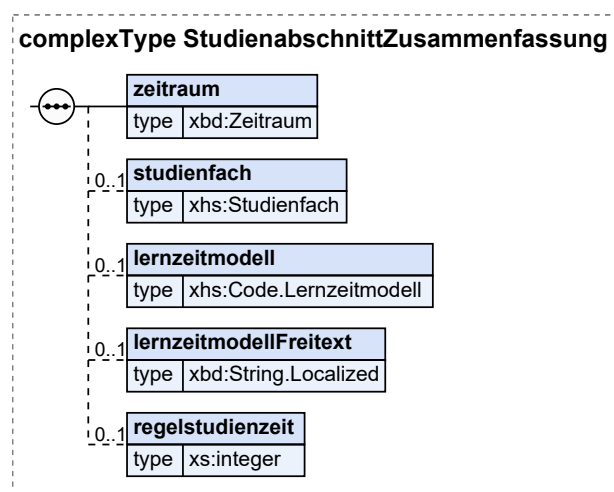 complexType StudienabschnittZusammenfassung
zeitraum
type xbd:Zeitraum
0..1 studienfach
type xhs:Studienfach
0..1 lernzeitmodell
type xhs:Code.Lernzeitmodell
0..1 lernzeitmodellFreitext
type xbd:String.Localized
0..1 regelstudienzeit
type xs:integer